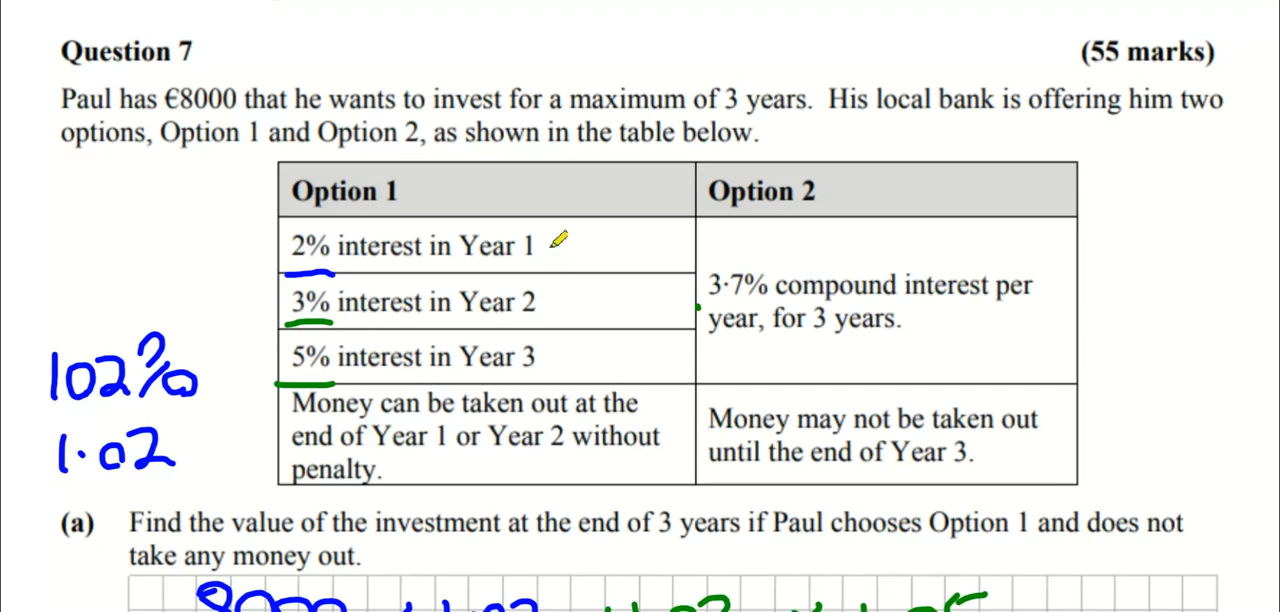 Question 7 (55 marks)
Paul has €8000 that he wants to invest for a maximum of 3 years. His local bank is offering him two
options, Option 1 and Option 2, as shown in the table below.
Option 1 Option 2
2% interest in Year 1
3% interest in Year 2
5% interest in Year 3
3·7% compound interest per
year, for 3 years.
Money can be taken out at the
end of Year 1 or Year 2 without
penalty.
Money may not be taken out
until the end of Year 3.
102%
1.02
(a) Find the value of the investment at the end of 3 years if Paul chooses Option 1 and does not
take any money out.
8000